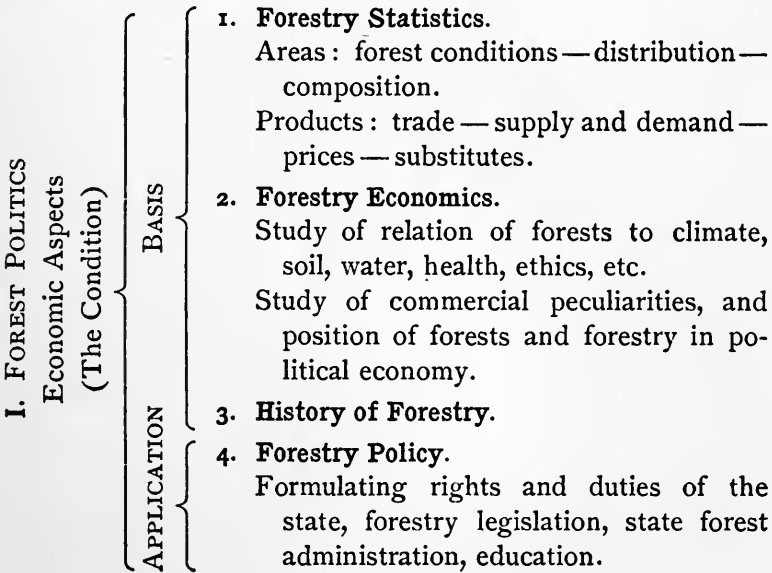 I. FOREST POLITICS
Economic Aspects
(The Condition)
BASIS
1. Forestry Statistics.
Areas: forest conditions — distribution —
composition.
Products: trade — supply and demand —
prices — substitutes.
2. Forestry Economics.
Study of relation of forests to climate,
soil, water, health, ethics, etc.
Study of commercial peculiarities, and
position of forests and forestry in po-
litical economy.
3. History of Forestry.
APPLICATION
4. Forestry Policy.
Formulating rights and duties of the
state, forestry legislation, state forest
administration, education.